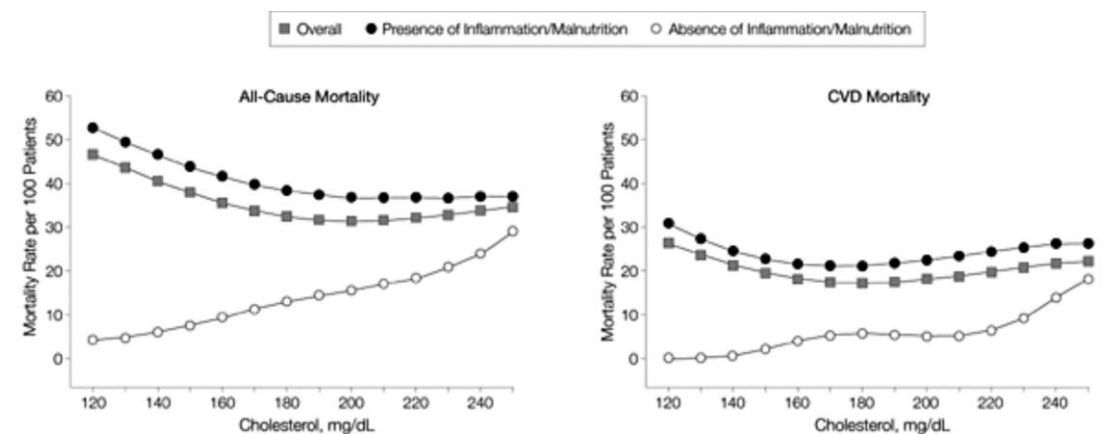 Overall Presence of Inflammation/Malnutrition Absence of Inflammation/Malnutrition
All-Cause Mortality
Mortality Rate per 100 Patients
60
50
40
30
20
10
0
120 140 160 180 200 220 240
Cholesterol, mg/dL
CVD Mortality
Mortality Rate per 100 Patients
60
50
40
30
20
10
0
120 140 160 180 200 220 240
Cholesterol, mg/dL